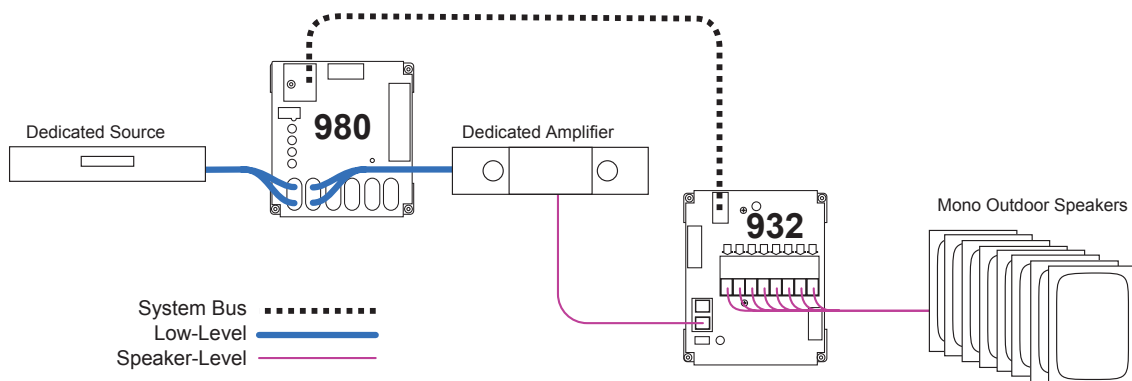 980
Dedicated Source
Dedicated Amplifier
932
Mono Outdoor Speakers
System Bus
Low-Level
Speaker-Level